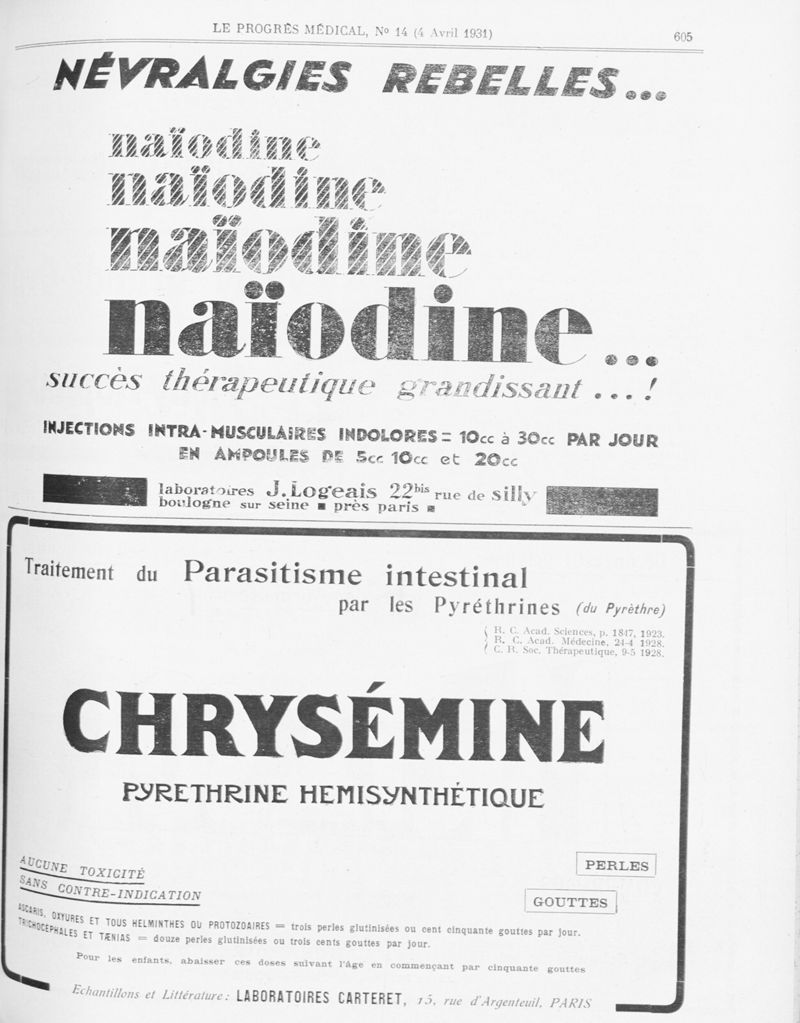 LE PROGRÈS MÉDICAL, No 14 (4 Avril 1931)
605
NÉVRALGIES REBELLES...
naïodine
naïodine
naïodine
naïodine...
succès thérapeutique grandissant...!
INJECTIONS INTRA-MUSCULAIRES INDOLORES = 10cc à 30cc PAR JOUR
EN AMPOULES DE 5cc 10cc et 20cc
laboratoires J. Logeais 22bis rue de silly
boulogne sur seine ■ près paris ■
Traitement du Parasitisme intestinal
par les Pyréthrines (du Pyrèthre)
R. C. Acad. Sciences, p. 1847, 1923.
R. C. Acad. Médecine, 24-4 1928.
C. R. Soc. Thérapeutique, 9-5 1928.
CHRYSÉMINE
PYRETHRINE HEMISYNTHÉTIQUE
AUCUNE TOXICITÉ
SANS CONTRE-INDICATION
PERLES
GOUTTES
ASCARIS, OXYURES ET TOUS HELMINTHES OU PROTOZOAIRES = trois perles glutinisées ou cent cinquante gouttes par jour.
TRICHOCÉPHALES ET TÆNIAS = douze perles glutinisées ou trois cents gouttes par jour.
Pour les enfants, abaisser ces doses suivant l'âge en commençant par cinquante gouttes
Echantillons et Littérature : LABORATOIRES CARTERET, 15, rue d'Argenteuil, PARIS